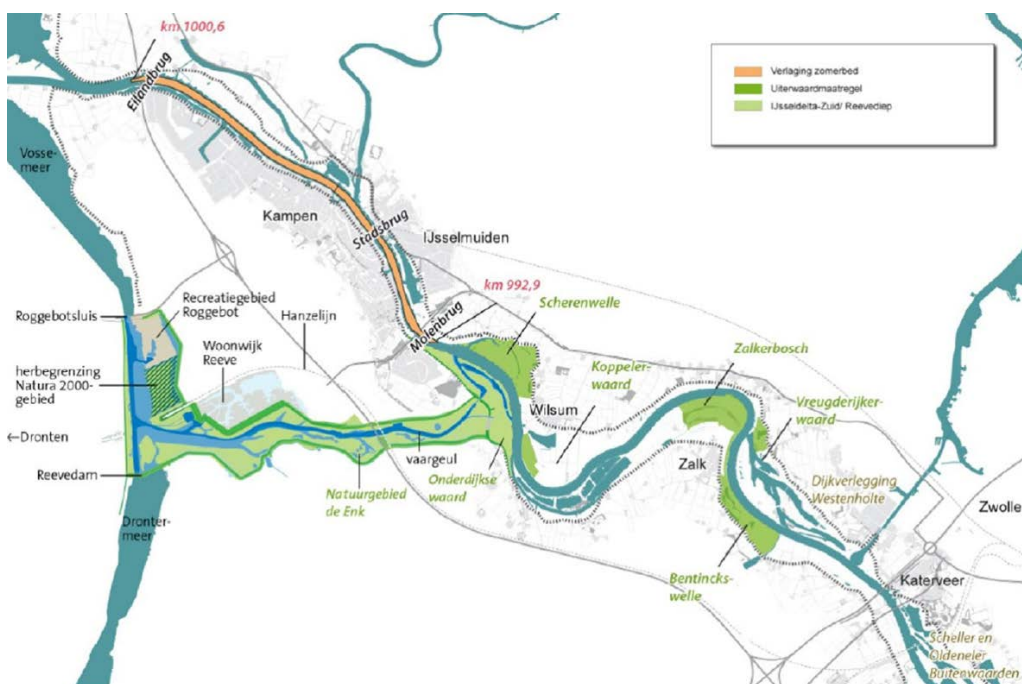 km 1000,6
Eilandbrug
Verlaging zomerbed
Uiterwaardmaatregel
IJsseldelta-Zuid/ Reevediep
Vosse-
meer
Kampen
Stadsbrug
IJsselmuiden
km 992,9
Scherenwelle
Recreatiegebied
Roggebot
Roggebotsluis
Hanzelijn
Molenbrug
Woonwijk
Reeve
Koppeler-
waard
Zalkerbosch
herbegrenzing
Natura 2000-
gebied
Wilsum
Vreugderijker-
waard
←Dronten
Reevedam
vaargeul
Onderdijkse
waard
Zalk
Natuurgebied
de Enk
Dijkverlegging
Westenholte
Zwolle
Dronter-
meer
Bentincks-
welle
Katerveer
Scheller en
Oldeneler
Buitenwaarden